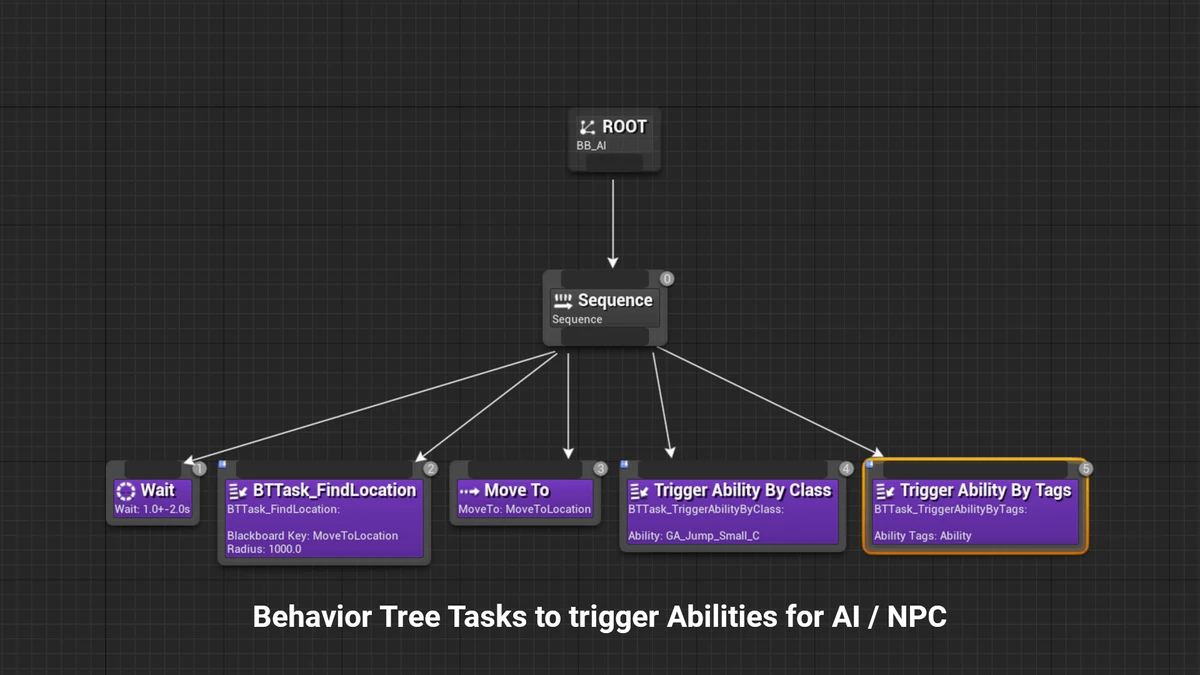 ROOT
BB_AI
0
Sequence
Sequence
1
Wait
Wait: 1.0+-2.0s
2
BTTask_FindLocation
BTTask_FindLocation:
Blackboard Key: MoveToLocation
Radius: 1000.0
3
Move To
MoveTo: MoveToLocation
4
Trigger Ability By Class
BTTask_TriggerAbilityByClass:
Ability: GA_Jump_Small_C
5
Trigger Ability By Tags
BTTask_TriggerAbilityByTags:
Ability Tags: Ability
Behavior Tree Tasks to trigger Abilities for AI / NPC